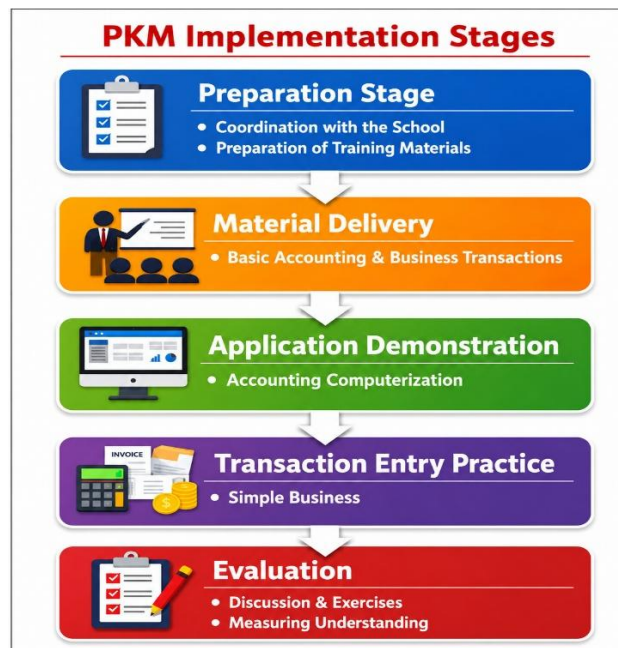 PKM Implementation Stages
Preparation Stage
• Coordination with the School
• Preparation of Training Materials
Material Delivery
• Basic Accounting & Business Transactions
Application Demonstration
• Accounting Computerization
INVOICE
Transaction Entry Practice
• Simple Business
Evaluation
• Discussion & Exercises
• Measuring Understanding